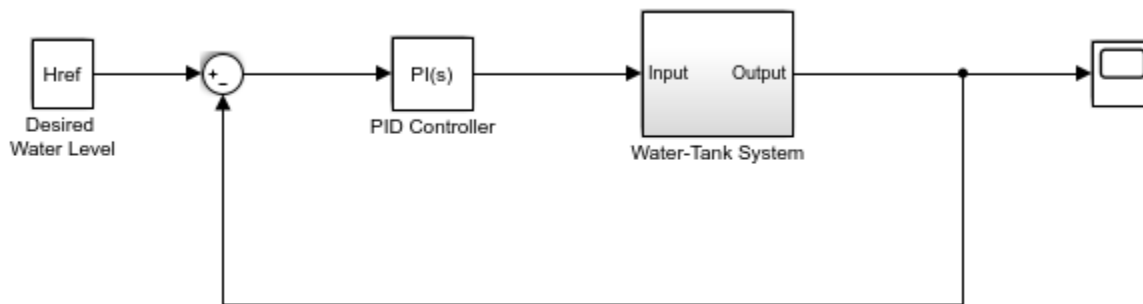 Href
Desired
Water Level
+
−
PI(s)
PID Controller
Input
Output
Water-Tank System